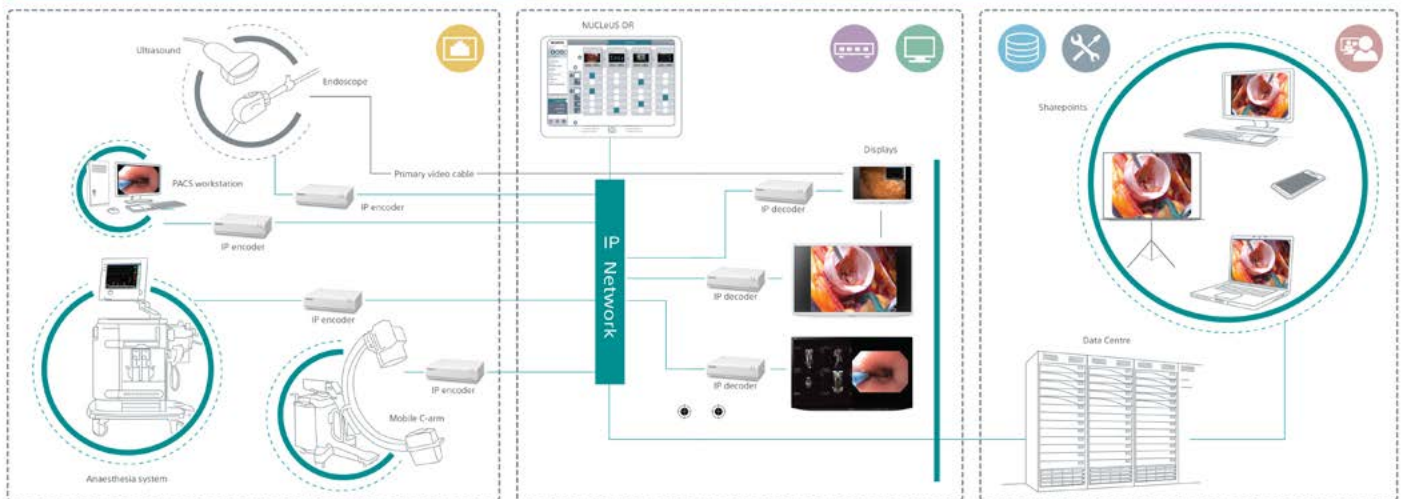 Ultrasound
Endoscope
PACS workstation
IP encoder
IP encoder
IP encoder
Anaesthesia system
Mobile C-arm
IP encoder
NUCLeUS OR
Primary video cable
Displays
IP decoder
IP Network
IP decoder
IP decoder
Sharepoints
Data Centre